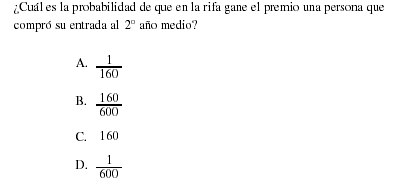 ¿Cuál es la probabilidad de que en la rifa gane el premio una persona que
compró su entrada al 2° año medio?
A. 1/160
B. 160/600
C. 160
D. 1/600